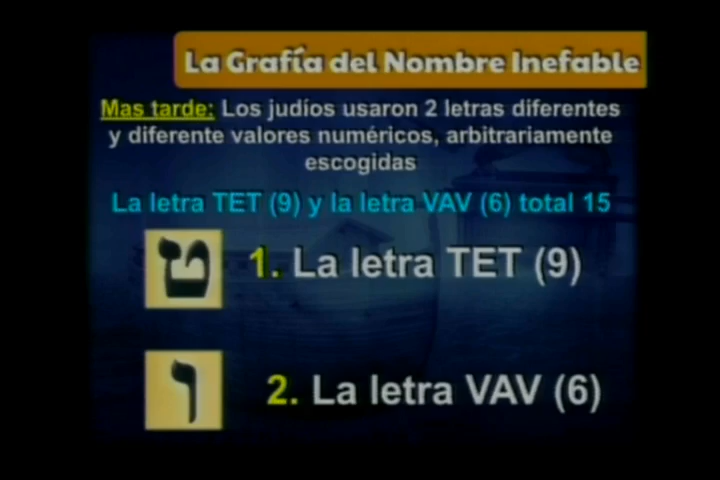 La Grafía del Nombre Inefable
Mas tarde: Los judíos usaron 2 letras diferentes
y diferente valores numéricos, arbitrariamente
escogidas
La letra TET (9) y la letra VAV (6) total 15
ט 1. La letra TET (9)
ו 2. La letra VAV (6)